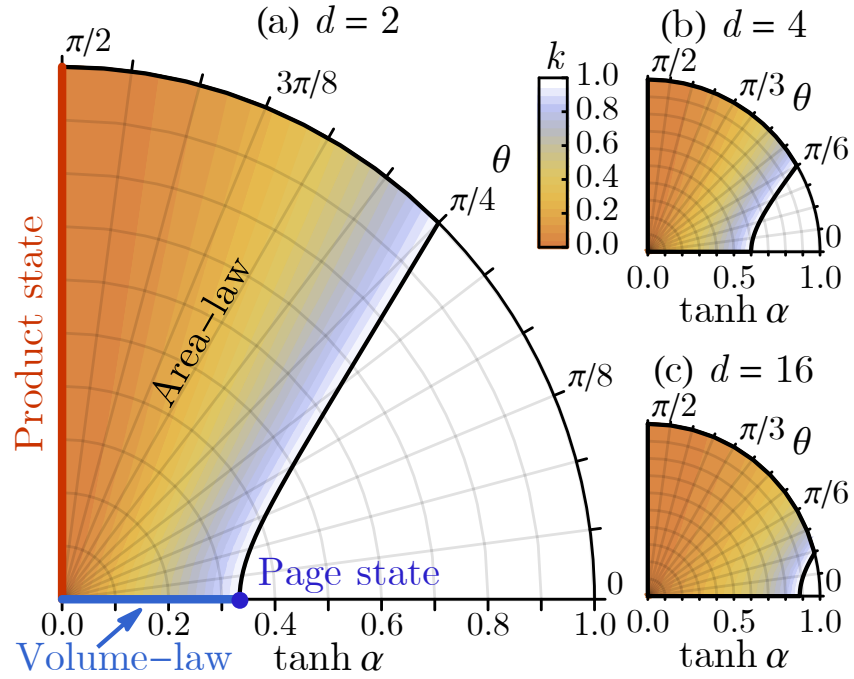 (a) d = 2
π/2
3π/8
θ
π/4
π/8
0
k
1.0
0.8
0.6
0.4
0.2
0.0
Product state
Area-law
Page state
Volume-law
0.0
0.2
0.4
0.6
0.8
1.0
tanh α
(b) d = 4
π/2
π/3
θ
π/6
0
0.0
0.5
1.0
tanh α
(c) d = 16
π/2
π/3
θ
π/6
0
0.0
0.5
1.0
tanh α